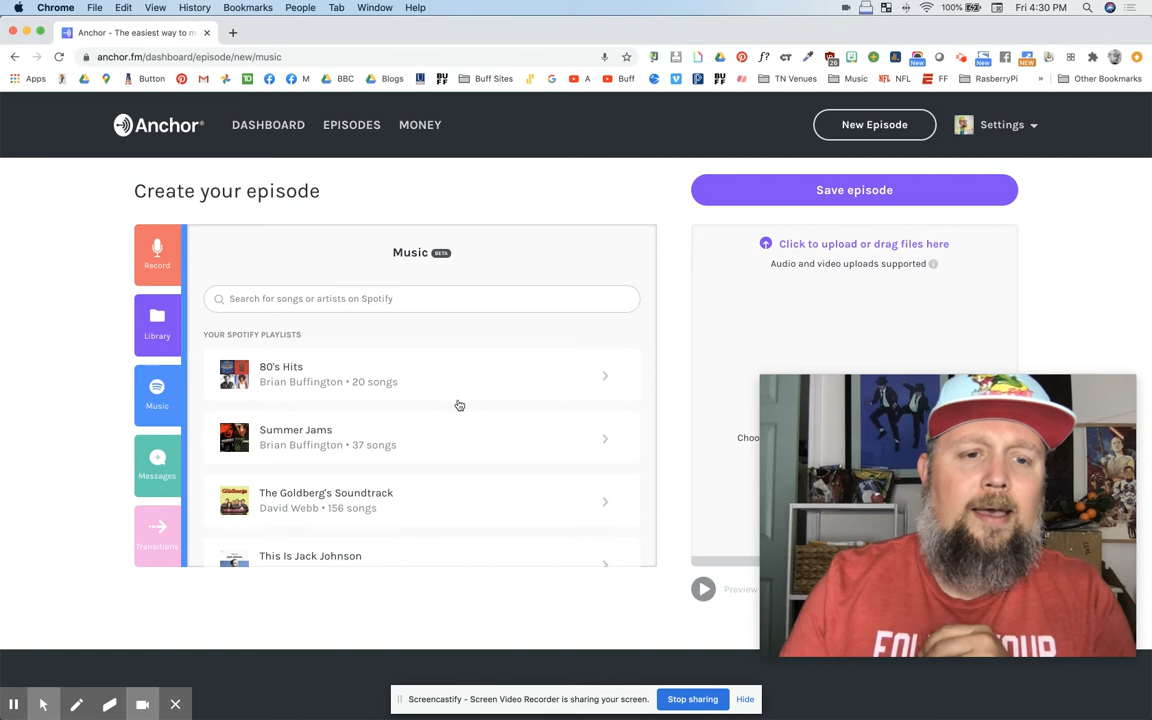 Chrome File Edit View History Bookmarks People Tab Window Help 100% Fri 4:30 PM
Anchor - The easiest way to m
anchor.fm/dashboard/episode/new/music
Apps Button M BBC Blogs Buff Sites A Buff TN Venues Music NFL FF RasberryPi » Other Bookmarks
Anchor DASHBOARD EPISODES MONEY New Episode Settings
Create your episode Save episode
Record
Library
Music
Messages
Transitions
Music BETA
Search for songs or artists on Spotify
YOUR SPOTIFY PLAYLISTS
80's Hits
Brian Buffington • 20 songs
Summer Jams
Brian Buffington • 37 songs
The Goldberg's Soundtrack
David Webb • 156 songs
This Is Jack Johnson
Click to upload or drag files here
Audio and video uploads supported
Choo
Preview
Screencastify - Screen Video Recorder is sharing your screen. Stop sharing Hide